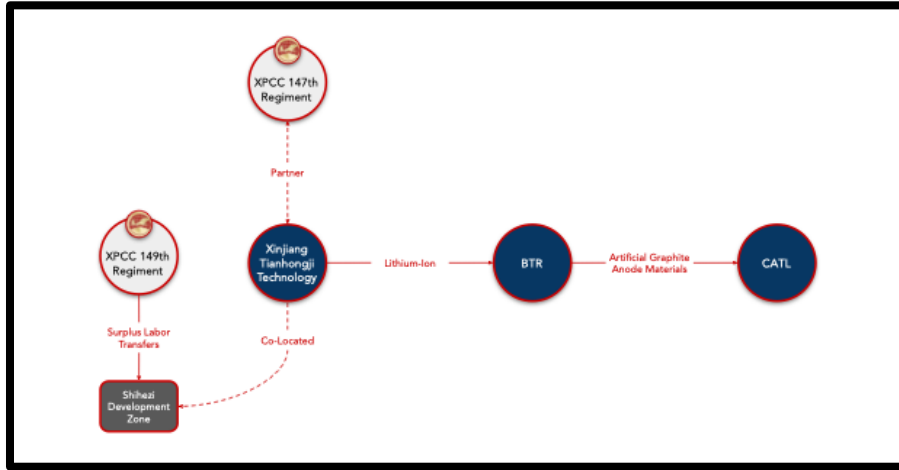 XPCC 147th
Regiment
Partner
XPCC 149th
Regiment
Xinjiang
Tianhongji
Technology
Lithium-Ion
BTR
Artificial Graphite
Anode Materials
CATL
Surplus Labor
Transfers
Co-Located
Shihezi
Development
Zone